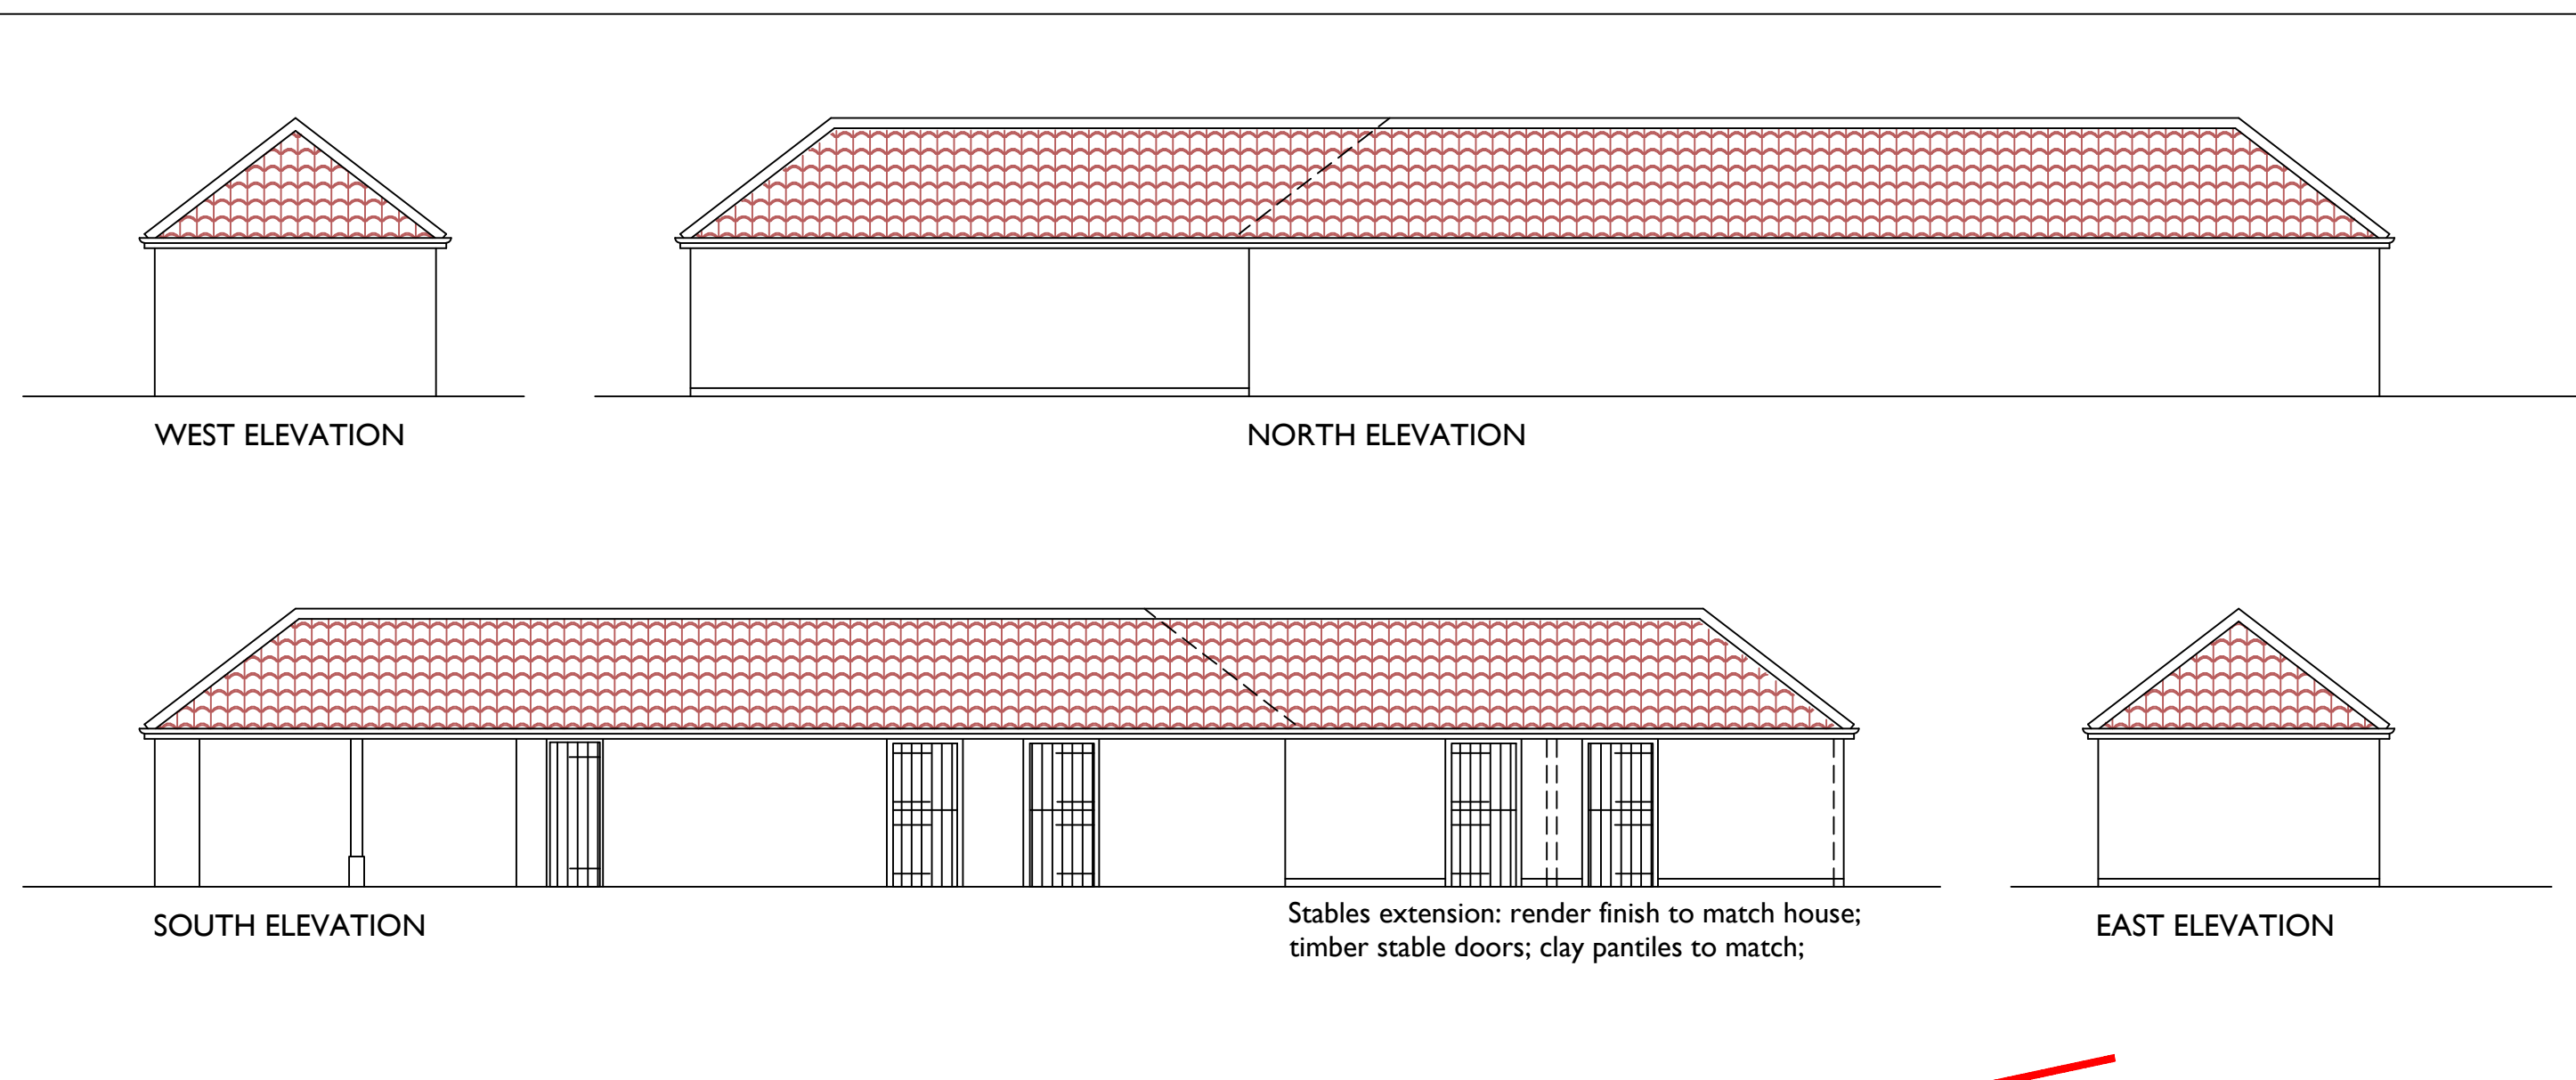 WEST ELEVATION
NORTH ELEVATION
SOUTH ELEVATION
Stables extension: render finish to match house;
timber stable doors; clay pantiles to match;
EAST ELEVATION